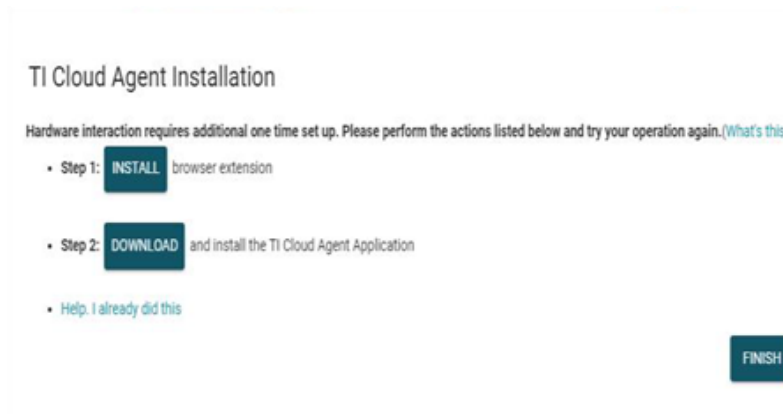 TI Cloud Agent Installation
Hardware interaction requires additional one time set up. Please perform the actions listed below and try your operation again.(What's this
• Step 1: INSTALL browser extension
• Step 2: DOWNLOAD and install the TI Cloud Agent Application
• Help. I already did this
FINISH